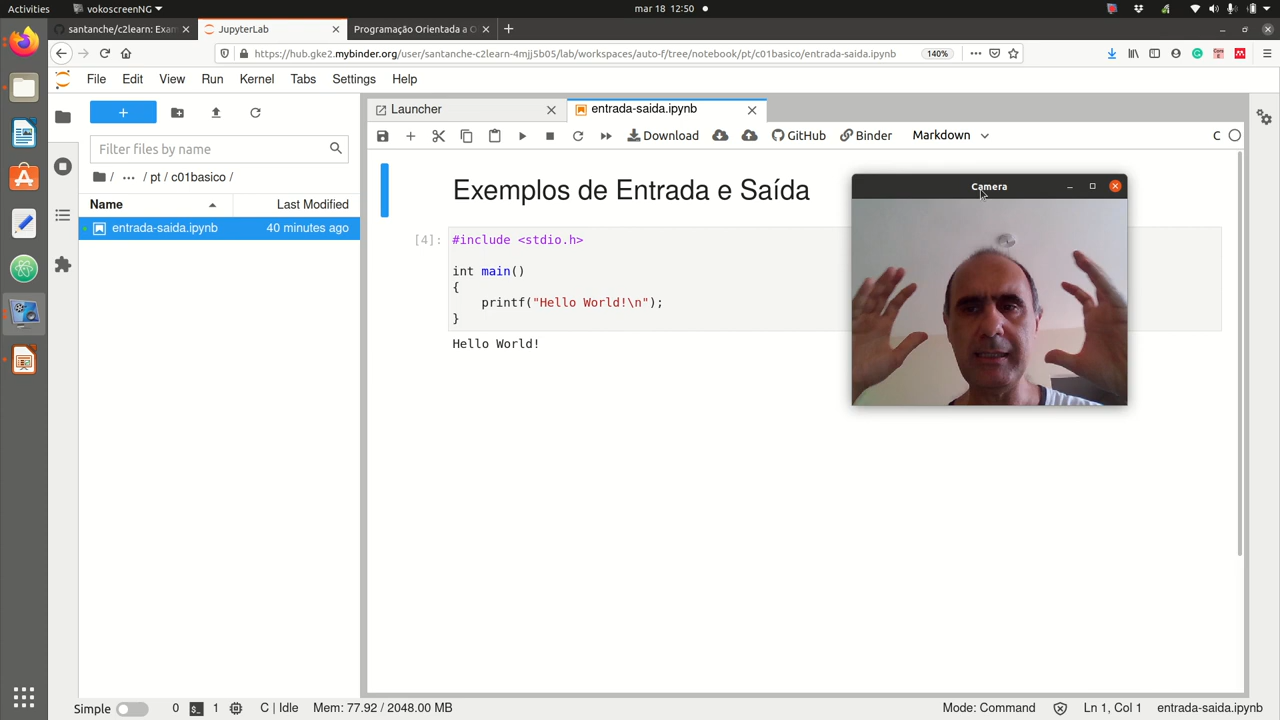 Activities
vokoscreenNG
mar 18 12:50
santanche/c2learn: Exam
JupyterLab
Programação Orientada a O
https://hub.gke2.mybinder.org/user/santanche-c2learn-4mjj5b05/lab/workspaces/auto-f/tree/notebook/pt/c01basico/entrada-saida.ipynb
140%
File Edit View Run Kernel Tabs Settings Help
Filter files by name
/ ... / pt / c01basico /
Name
Last Modified
entrada-saida.ipynb
40 minutes ago
Launcher
entrada-saida.ipynb
Download
GitHub
Binder
Markdown
C
Exemplos de Entrada e Saída
Camera
[4]:
#include <stdio.h>
int main()
{
printf("Hello World!\n");
}
Hello World!
Simple
0
1
C | Idle
Mem: 77.92 / 2048.00 MB
Mode: Command
Ln 1, Col 1
entrada-saida.ipynb